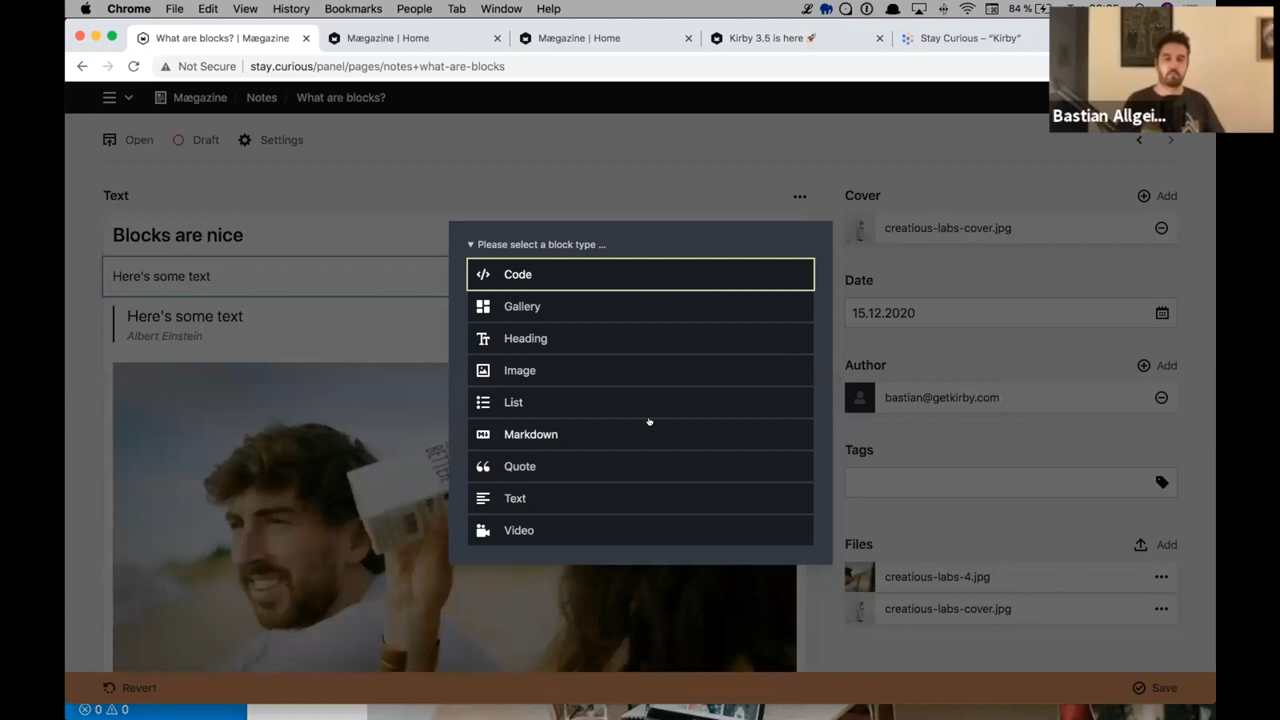 Chrome File Edit View History Bookmarks People Tab Window Help 84 %
What are blocks? | Mægazine
Mægazine | Home
Mægazine | Home
Kirby 3.5 is here 🚀
Stay Curious – “Kirby”
Not Secure
stay.curious/panel/pages/notes+what-are-blocks
Bastian Allgei...
Mægazine / Notes / What are blocks?
Open
Draft
Settings
Text
Blocks are nice
Here's some text
Here's some text
Albert Einstein
Please select a block type ...
Code
Gallery
Heading
Image
List
Markdown
Quote
Text
Video
Cover
Add
creatious-labs-cover.jpg
Date
15.12.2020
Author
Add
bastian@getkirby.com
Tags
Files
Add
creatious-labs-4.jpg
creatious-labs-cover.jpg
Revert
Save
0 0